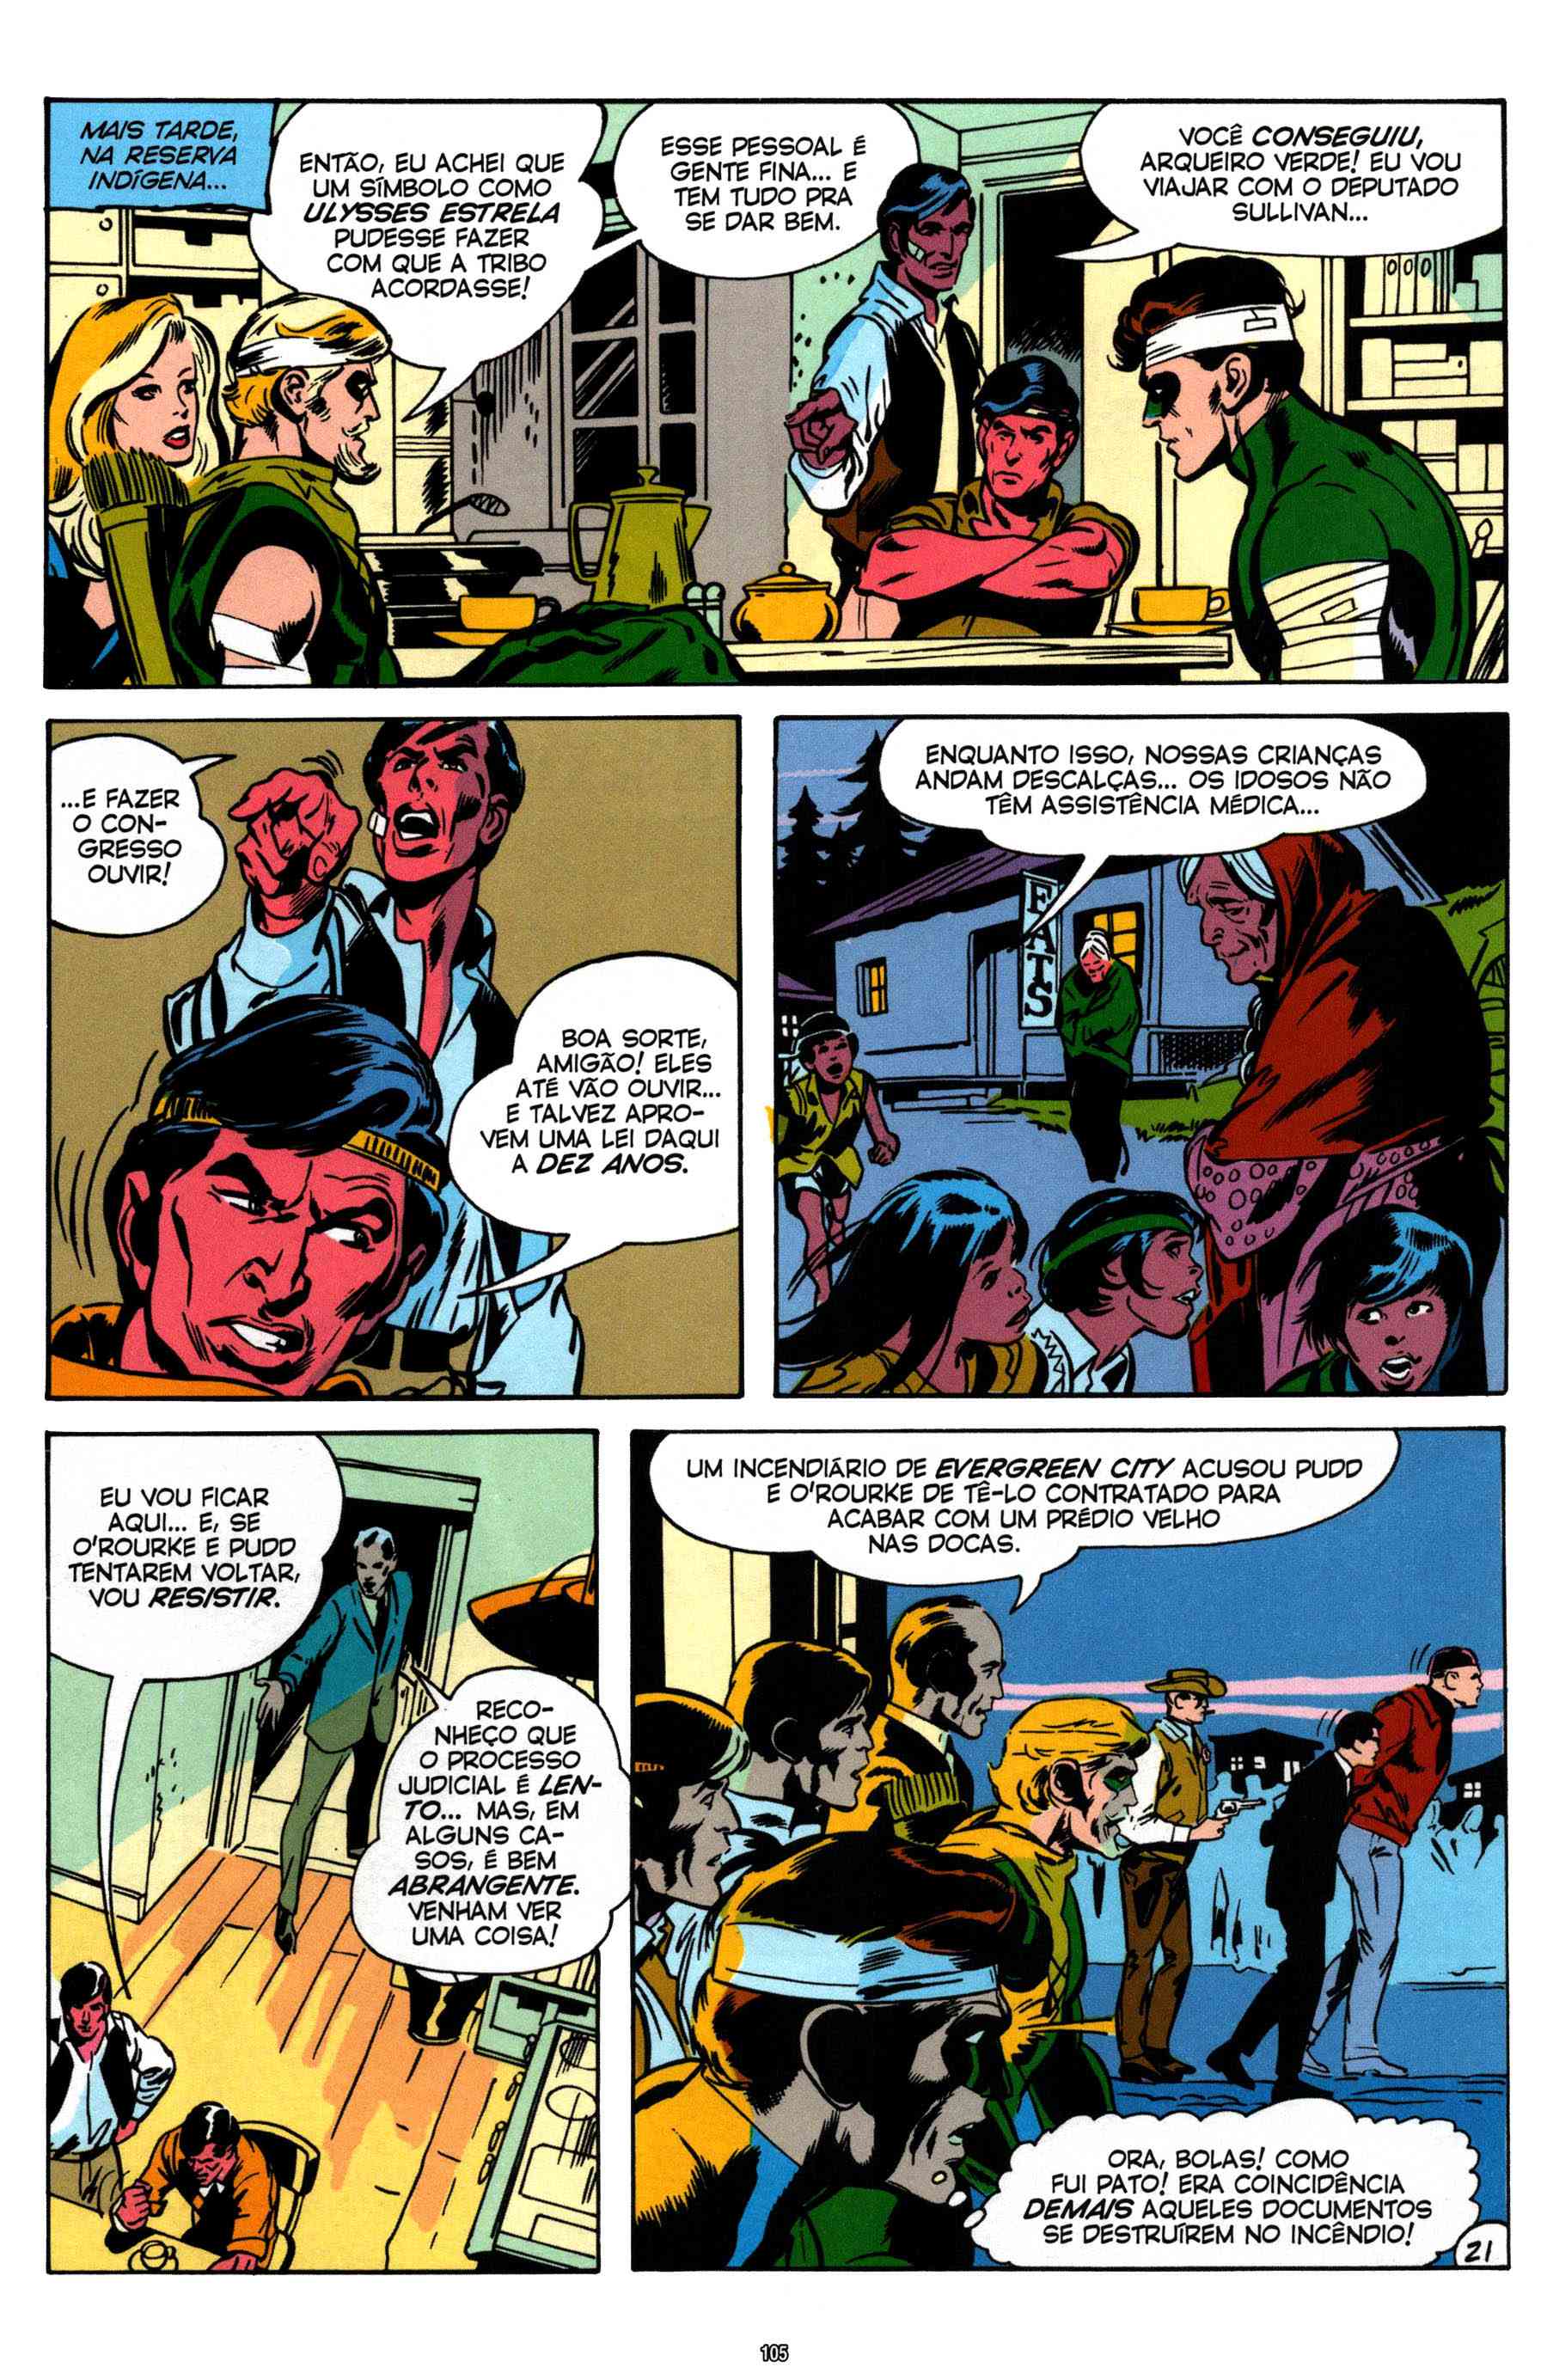 MAIS TARDE,
NA RESERVA
INDÍGENA...
ENTÃO, EU ACHEI QUE
UM SÍMBOLO COMO
ULYSSES ESTRELA
PUDESSE FAZER
COM QUE A TRIBO
ACORDASSE!
ESSE PESSOAL É
GENTE FINA... E
TEM TUDO PRA
SE DAR BEM.
VOCÊ CONSEGUIU,
ARQUEIRO VERDE! EU VOU
VIAJAR COM O DEPUTADO
SULLIVAN...
...E FAZER
O CON-
GRESSO
OUVIR!
BOA SORTE,
AMIGÃO! ELES
ATÉ VÃO OUVIR...
E TALVEZ APRO-
VEM UMA LEI DAQUI
A DEZ ANOS.
ENQUANTO ISSO, NOSSAS CRIANÇAS
ANDAM DESCALÇAS... OS IDOSOS NÃO
TÊM ASSISTÊNCIA MÉDICA...
EATS
EU VOU FICAR
AQUI... E, SE
O'ROURKE E PUDD
TENTAREM VOLTAR,
VOU RESISTIR.
RECO-
NHEÇO QUE
O PROCESSO
JUDICIAL É LEN-
TO... MAS, EM
ALGUNS CA-
SOS, É BEM
ABRANGENTE.
VENHAM VER
UMA COISA!
UM INCENDIÁRIO DE EVERGREEN CITY ACUSOU PUDD
E O'ROURKE DE TÊ-LO CONTRATADO PARA
ACABAR COM UM PRÉDIO VELHO
NAS DOCAS.
ORA, BOLAS! COMO
FUI PATO! ERA COINCIDÊNCIA
DEMAIS AQUELES DOCUMENTOS
SE DESTRUÍREM NO INCÊNDIO!
21
105